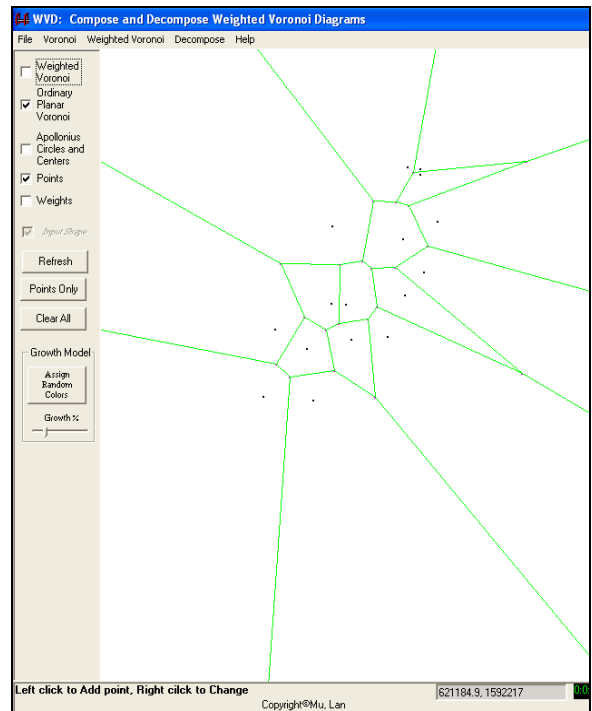 WVD: Compose and Decompose Weighted Voronoi Diagrams
File Voronoi Weighted Voronoi Decompose Help
Weighted
Voronoi
Ordinary
Planar
Voronoi
Apollonius
Circles and
Centers
Points
Weights
Input Shape
Refresh
Points Only
Clear All
Growth Model
Assign
Random
Colors
Growth %
Left click to Add point, Right cilck to Change
621184.9, 1592217
Copyright©Mu, Lan